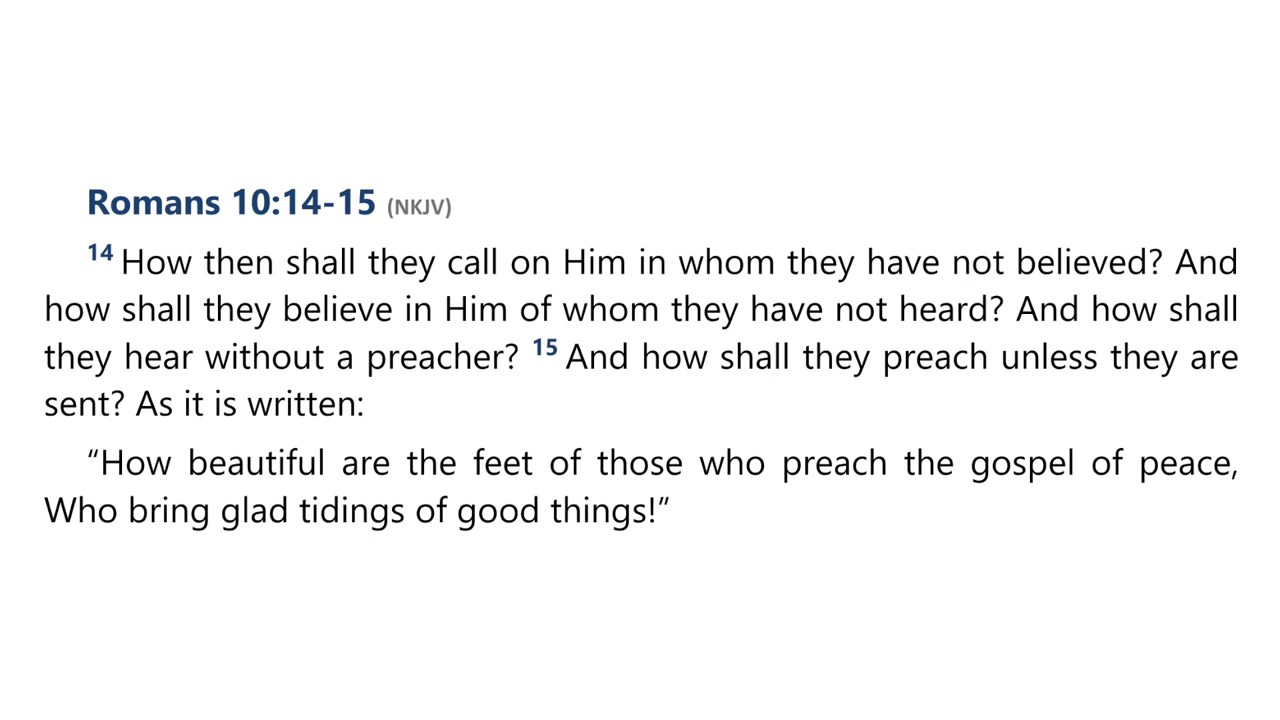 Romans 10:14-15 (NKJV)
14 How then shall they call on Him in whom they have not believed? And
how shall they believe in Him of whom they have not heard? And how shall
they hear without a preacher? 15 And how shall they preach unless they are
sent? As it is written:
“How beautiful are the feet of those who preach the gospel of peace,
Who bring glad tidings of good things!”